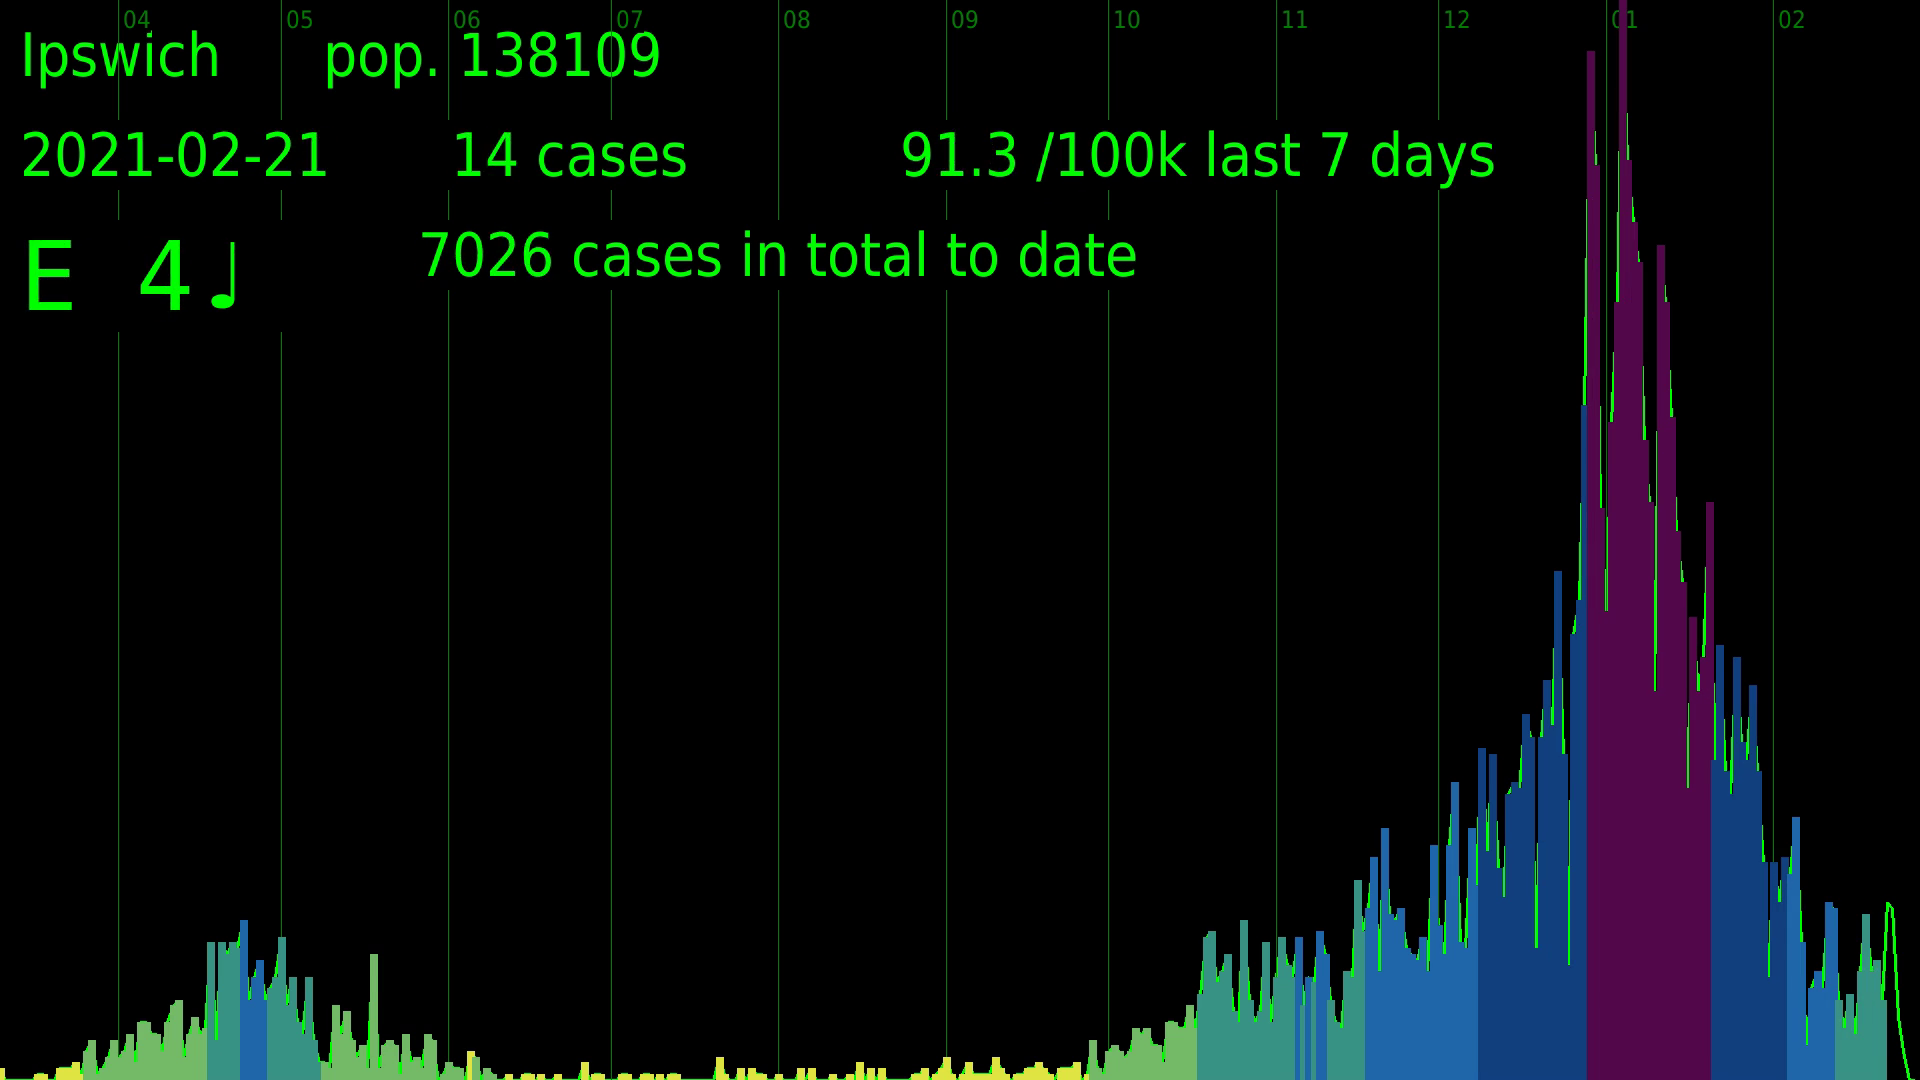 04 05 06 07 08 09 10 11 12 01 02
Ipswich pop. 138109
2021-02-21 14 cases 91.3 /100k last 7 days
E 4♩ 7026 cases in total to date